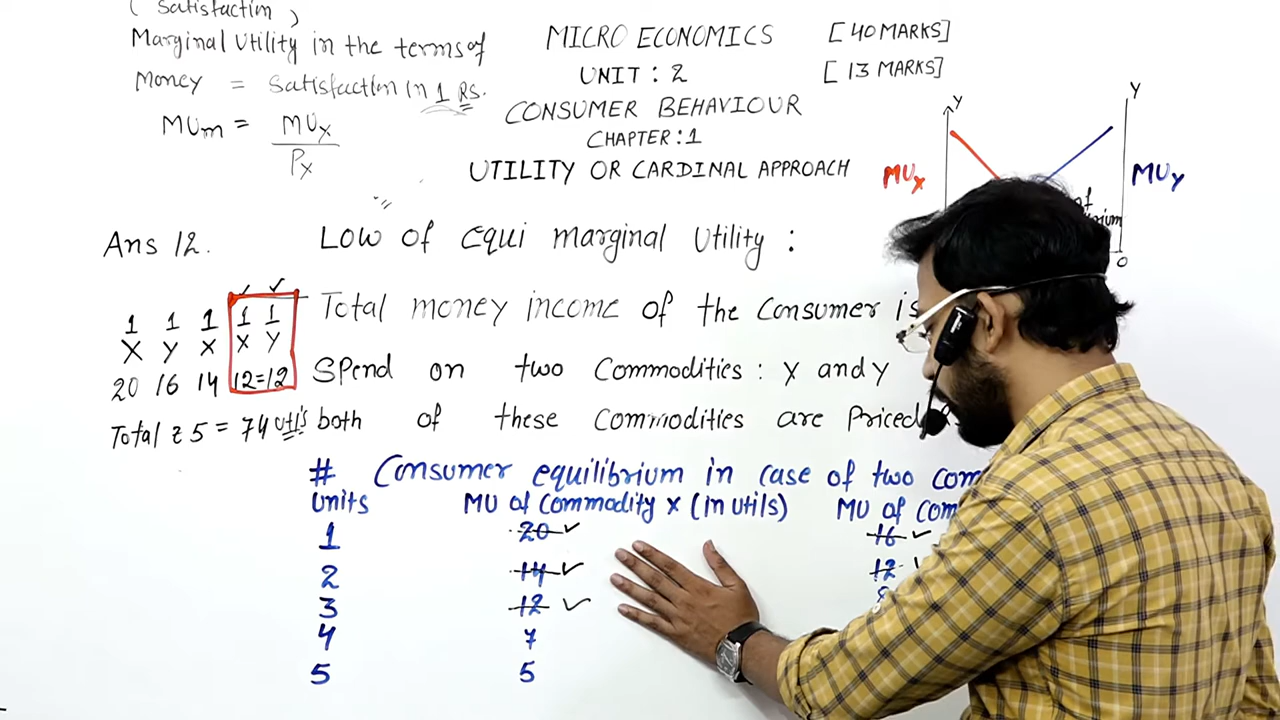 (Satisfaction)
Marginal Utility in the terms of
Money = Satisfaction in 1 RS.
MUm = MUx
Px
MICRO ECONOMICS [40 MARKS]
UNIT : 2 [13 MARKS]
CONSUMER BEHAVIOUR
CHAPTER : 1
UTILITY OR CARDINAL APPROACH
Y Y
MUx MUy
of
O
Ans 12. Low of Equi marginal Utility :
1 1 1 1 1
X Y X X Y
20 16 14 12=12
Total ₹ 5 = 74 utils
Total money income of the Consumer is
Spend on two Commodities : X and Y
both of these Commodities are Priced
# Consumer equilibrium in case of two com
Units MU of Commodity X (in utils) MU of com
1 20 ✓ 16 ✓
2 14 ✓ 12 ✓
3 12 ✓
4 7
5 5